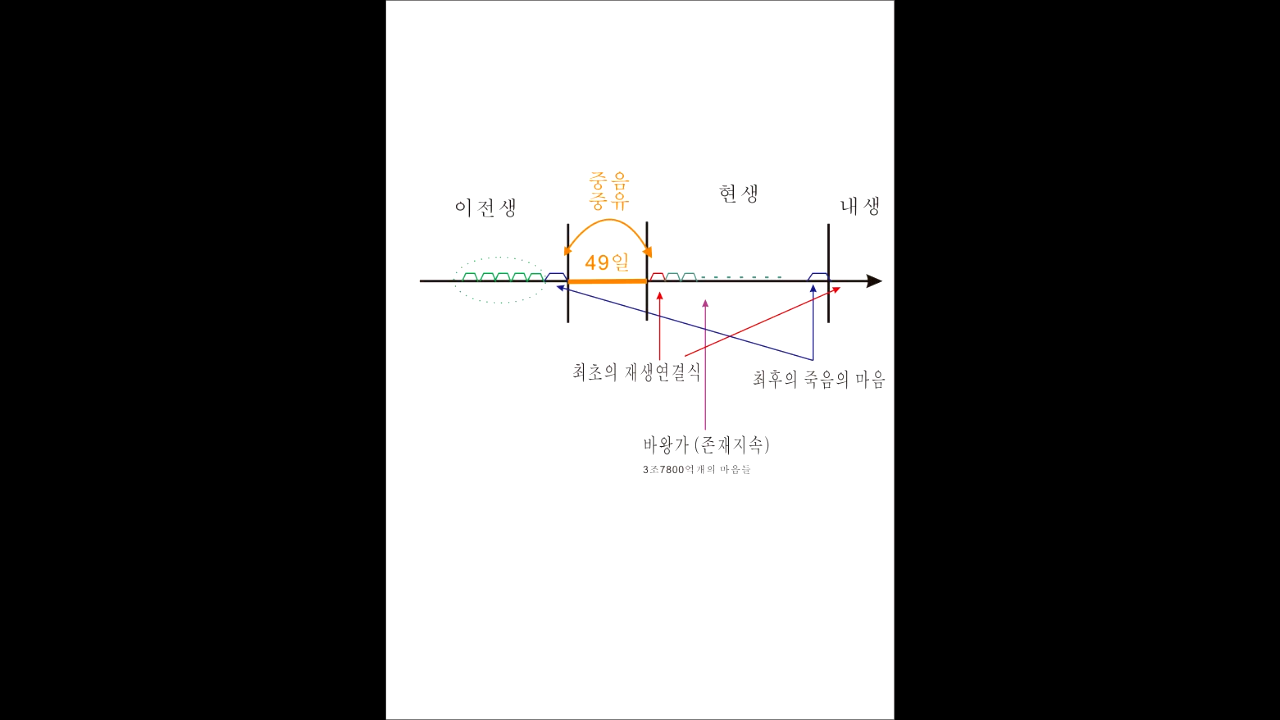 중음
중유
이전생
현생
내생
49일
최초의 재생연결식
최후의 죽음의 마음
바왕가 (존재지속)
3조7800억개의 마음들